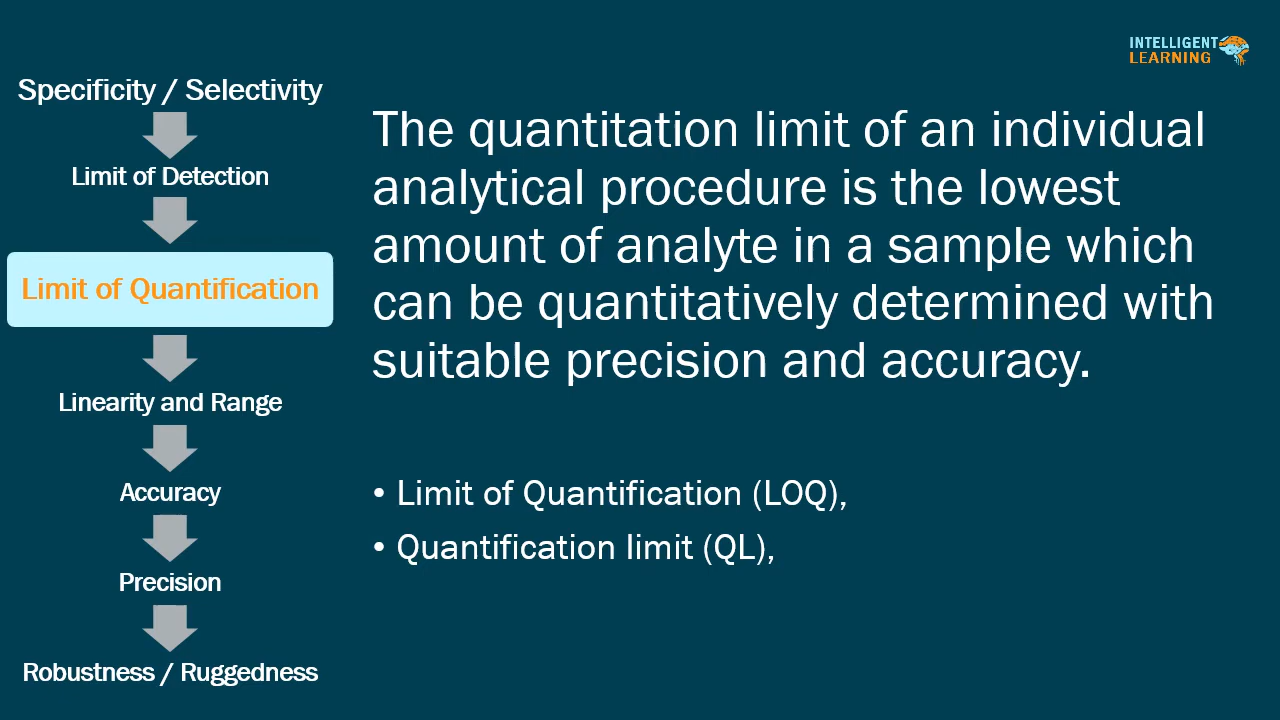 INTELLIGENT
LEARNING
Specificity / Selectivity
Limit of Detection
Limit of Quantification
Linearity and Range
Accuracy
Precision
Robustness / Ruggedness
The quantitation limit of an individual
analytical procedure is the lowest
amount of analyte in a sample which
can be quantitatively determined with
suitable precision and accuracy.
• Limit of Quantification (LOQ),
• Quantification limit (QL),